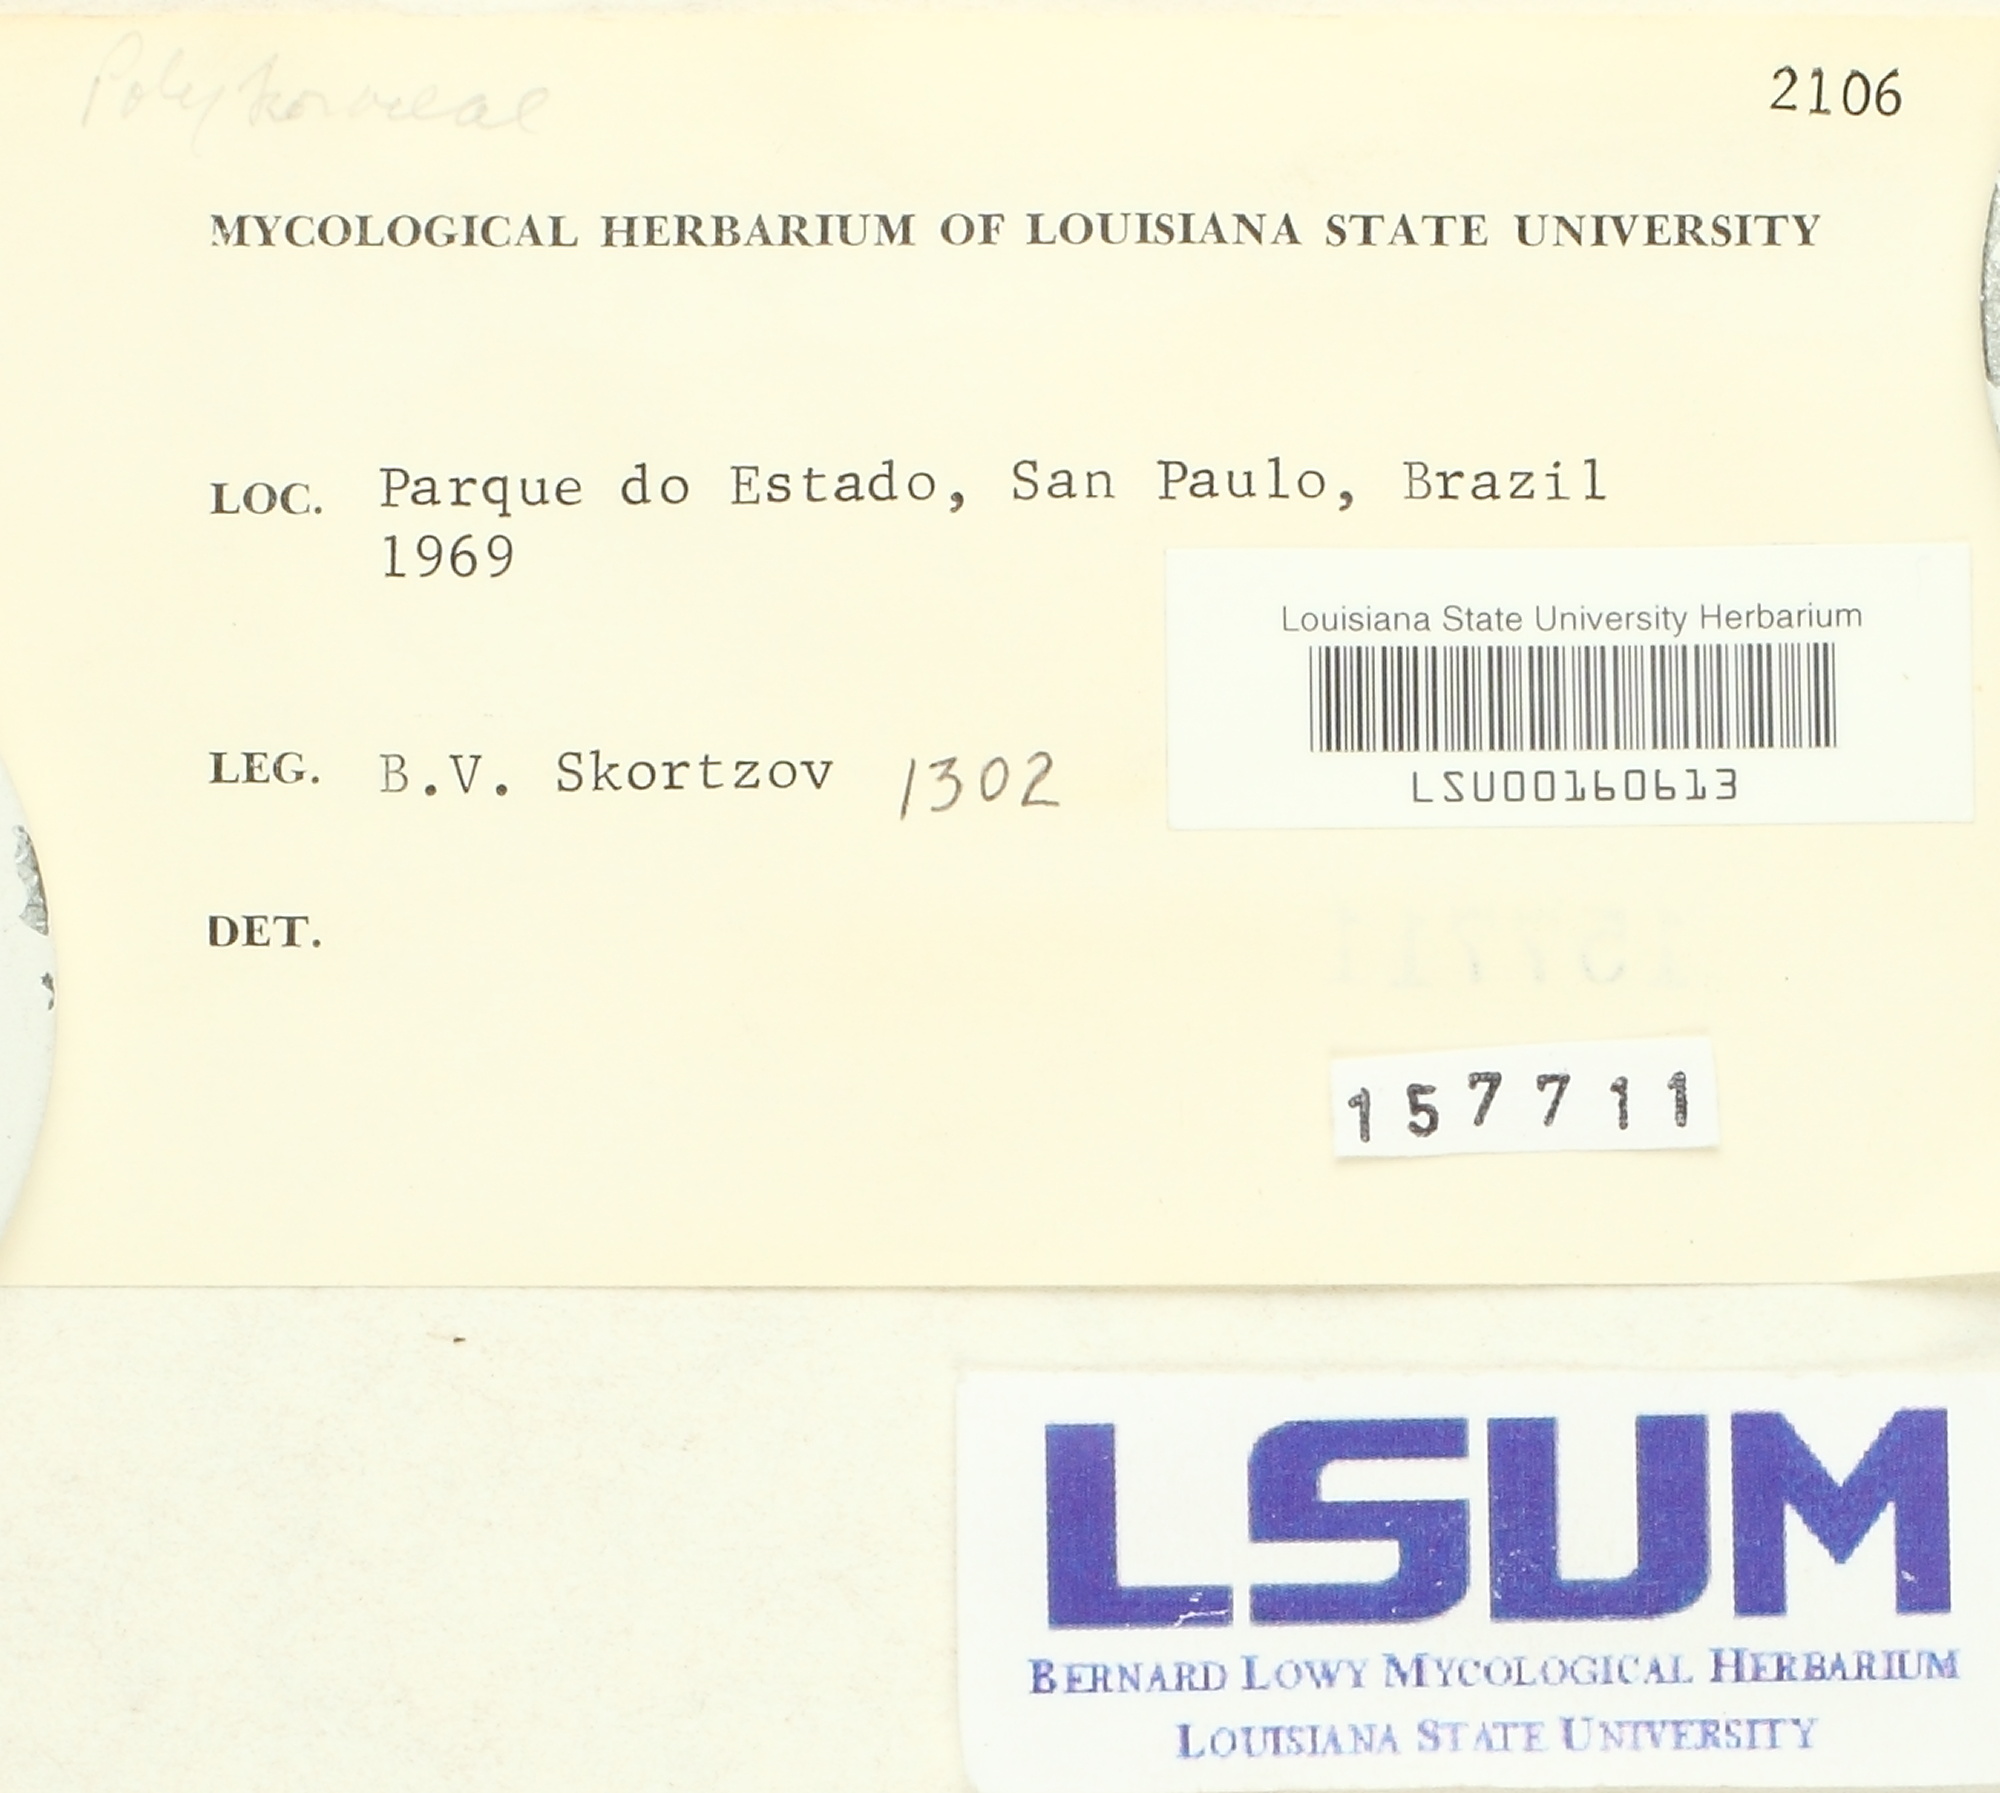 2106
MYCOLOGICAL HERBARIUM OF LOUISIANA STATE UNIVERSITY
LOC. Parque do Estado, San Paulo, Brazil
1969
Louisiana State University Herbarium
LSU00160613
LEG. B.V. Skortzov 1302
DET.
157711
LSUM
BERNARD LOWY MYCOLOGICAL HERBARIUM
LOUISIANA STATE UNIVERSITY